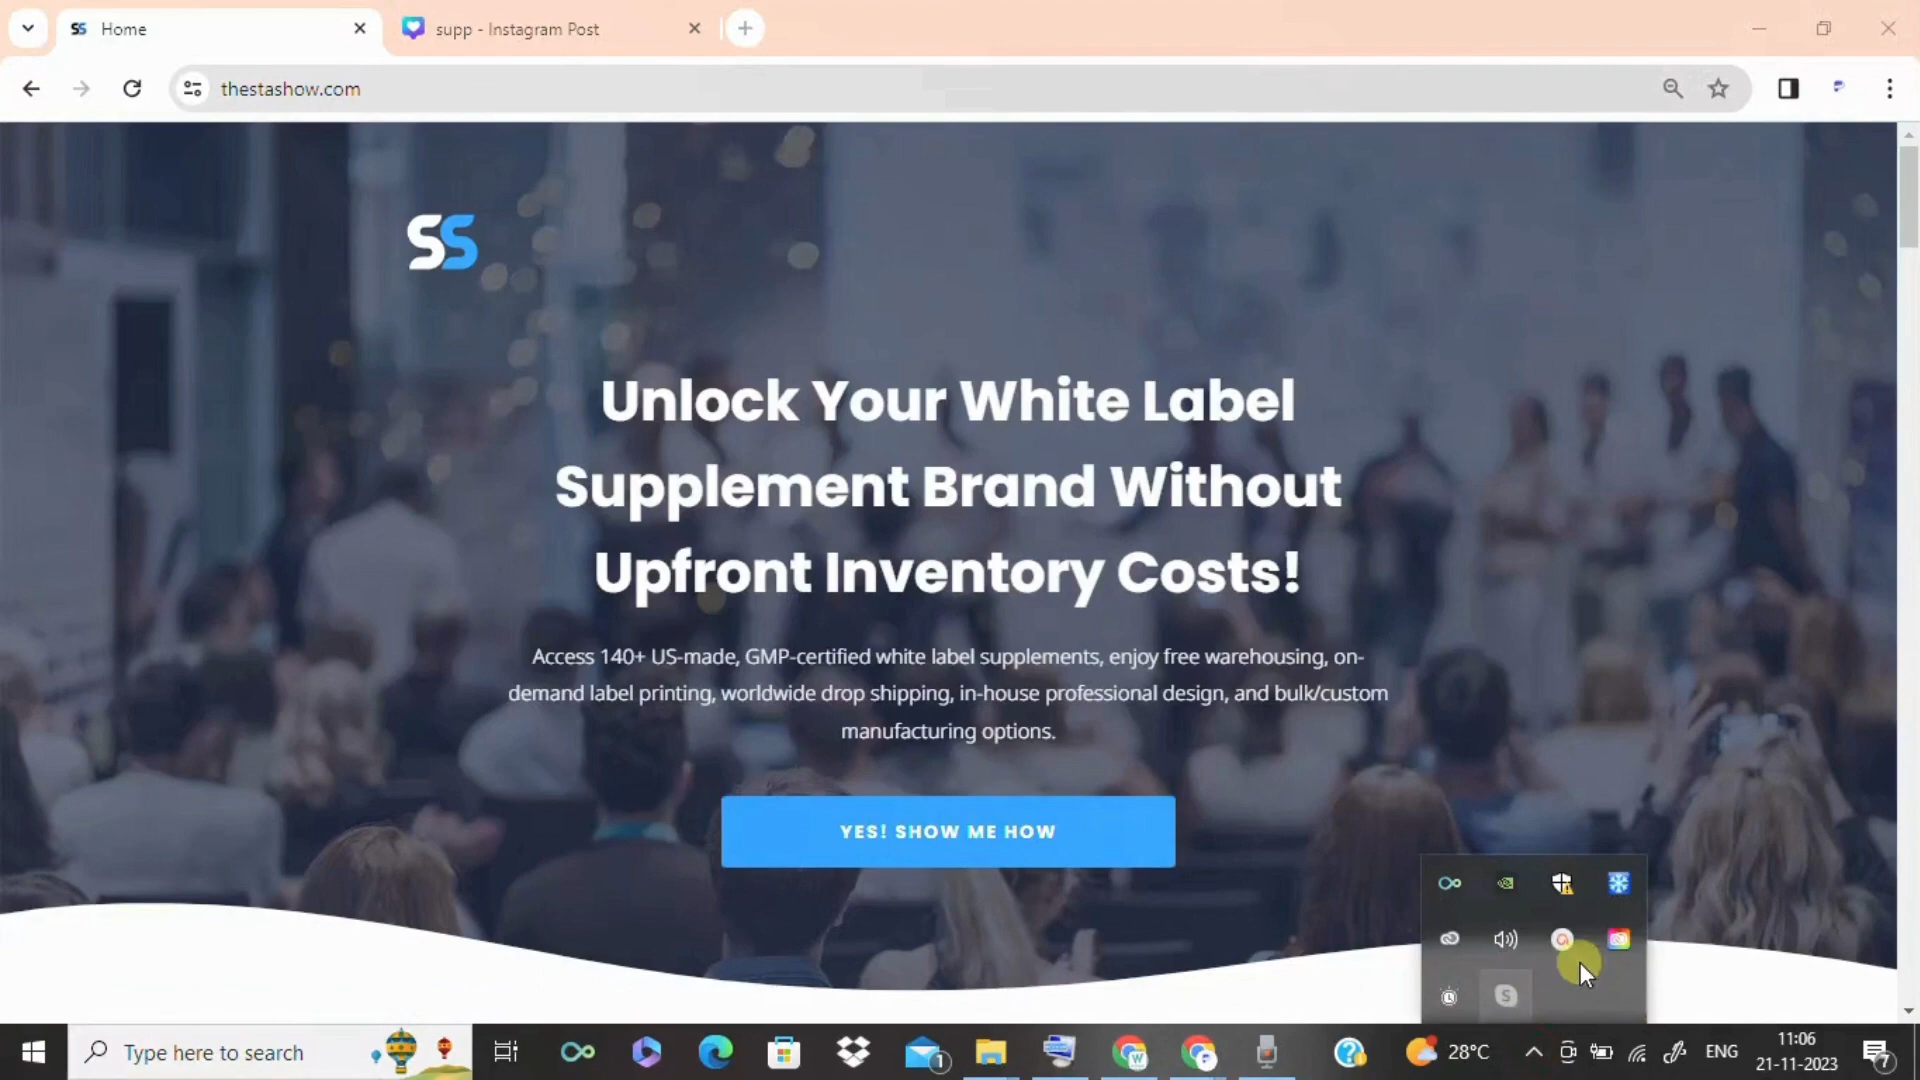 Home
supp - Instagram Post
thestashow.com
SS
Unlock Your White Label
Supplement Brand Without
Upfront Inventory Costs!
Access 140+ US-made, GMP-certified white label supplements, enjoy free warehousing, on-
demand label printing, worldwide drop shipping, in-house professional design, and bulk/custom
manufacturing options.
YES! SHOW ME HOW
Type here to search
1
28°C
ENG
11:06
21-11-2023
7